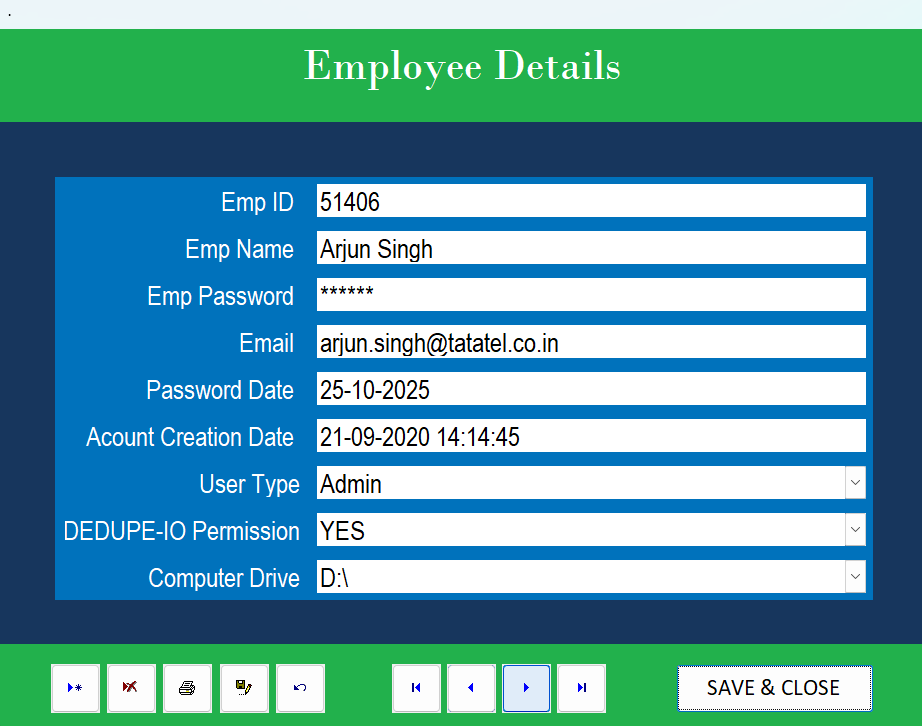 Employee Details
Emp ID 51406
Emp Name Arjun Singh
Emp Password ******
Email arjun.singh@tatatel.co.in
Password Date 25-10-2025
Acount Creation Date 21-09-2020 14:14:45
User Type Admin
DEDUPE-IO Permission YES
Computer Drive D:\
SAVE & CLOSE